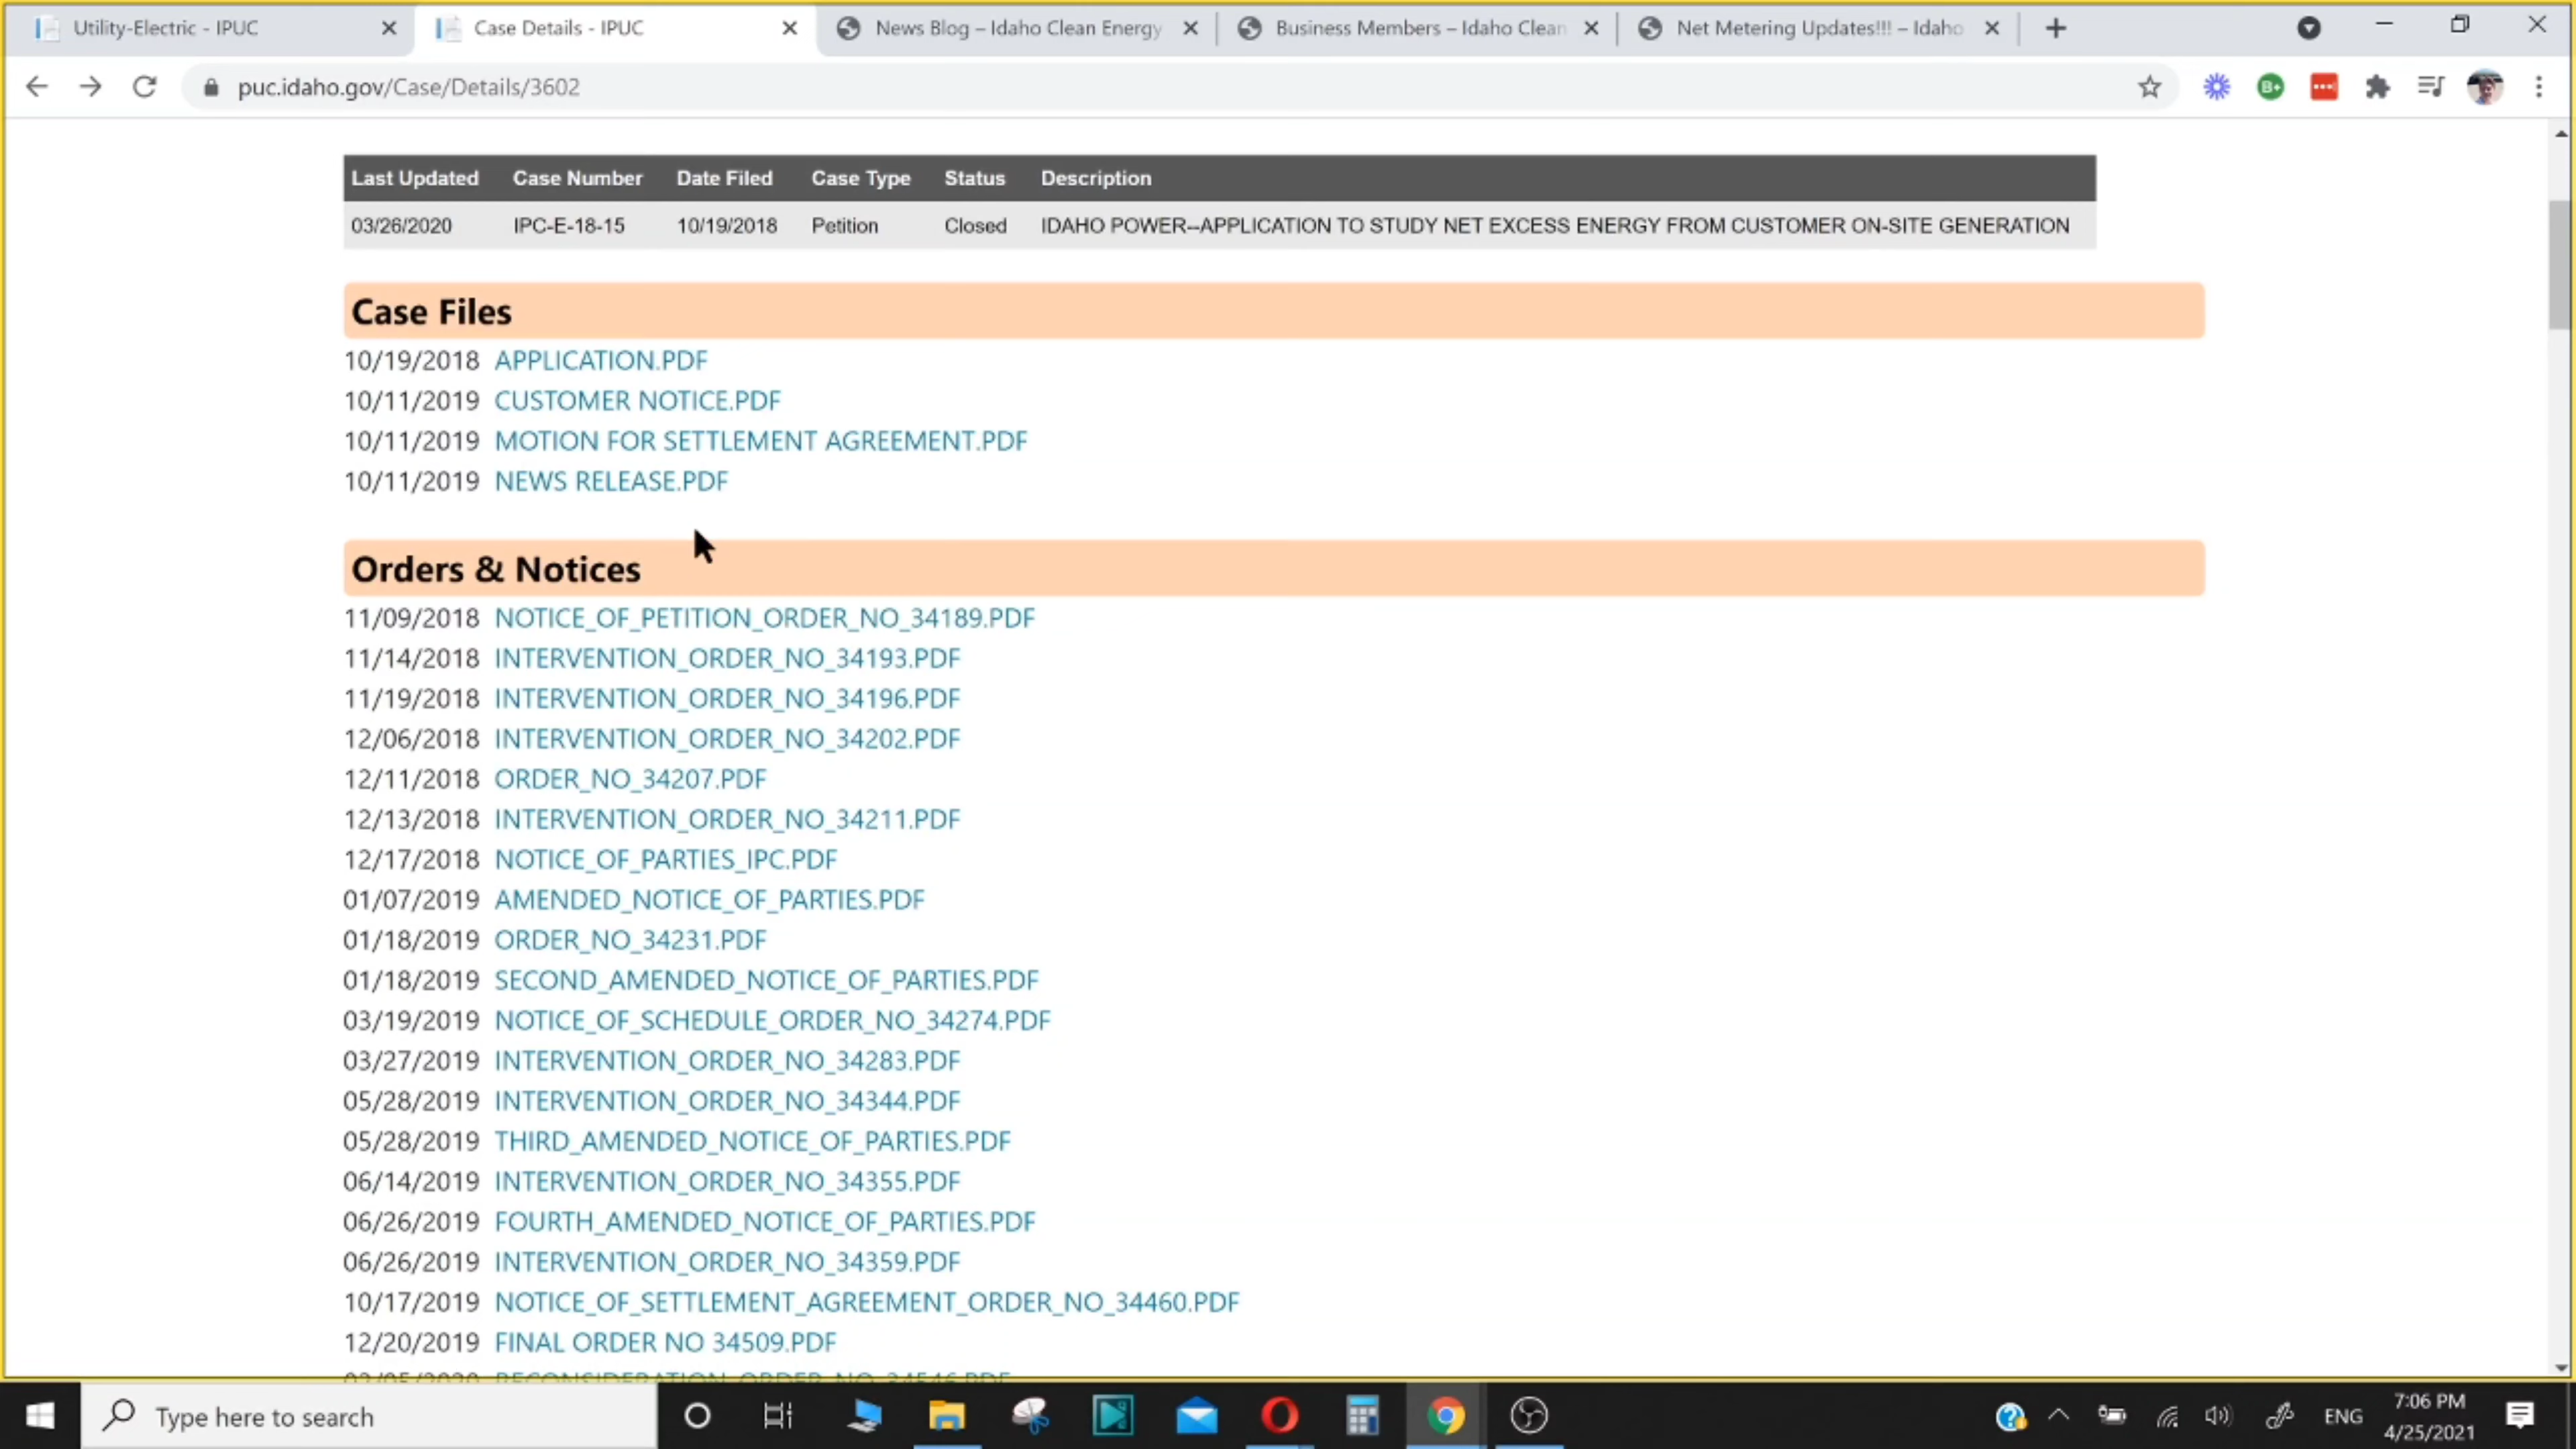 Utility-Electric - IPUC
Case Details - IPUC
News Blog – Idaho Clean Energy
Business Members – Idaho Clean
Net Metering Updates!!! – Idaho
puc.idaho.gov/Case/Details/3602
B+
Last Updated Case Number Date Filed Case Type Status Description
03/26/2020 IPC-E-18-15 10/19/2018 Petition Closed IDAHO POWER--APPLICATION TO STUDY NET EXCESS ENERGY FROM CUSTOMER ON-SITE GENERATION
Case Files
10/19/2018 APPLICATION.PDF
10/11/2019 CUSTOMER NOTICE.PDF
10/11/2019 MOTION FOR SETTLEMENT AGREEMENT.PDF
10/11/2019 NEWS RELEASE.PDF
Orders & Notices
11/09/2018 NOTICE_OF_PETITION_ORDER_NO_34189.PDF
11/14/2018 INTERVENTION_ORDER_NO_34193.PDF
11/19/2018 INTERVENTION_ORDER_NO_34196.PDF
12/06/2018 INTERVENTION_ORDER_NO_34202.PDF
12/11/2018 ORDER_NO_34207.PDF
12/13/2018 INTERVENTION_ORDER_NO_34211.PDF
12/17/2018 NOTICE_OF_PARTIES_IPC.PDF
01/07/2019 AMENDED_NOTICE_OF_PARTIES.PDF
01/18/2019 ORDER_NO_34231.PDF
01/18/2019 SECOND_AMENDED_NOTICE_OF_PARTIES.PDF
03/19/2019 NOTICE_OF_SCHEDULE_ORDER_NO_34274.PDF
03/27/2019 INTERVENTION_ORDER_NO_34283.PDF
05/28/2019 INTERVENTION_ORDER_NO_34344.PDF
05/28/2019 THIRD_AMENDED_NOTICE_OF_PARTIES.PDF
06/14/2019 INTERVENTION_ORDER_NO_34355.PDF
06/26/2019 FOURTH_AMENDED_NOTICE_OF_PARTIES.PDF
06/26/2019 INTERVENTION_ORDER_NO_34359.PDF
10/17/2019 NOTICE_OF_SETTLEMENT_AGREEMENT_ORDER_NO_34460.PDF
12/20/2019 FINAL ORDER NO 34509.PDF
Type here to search
ENG
7:06 PM
4/25/2021